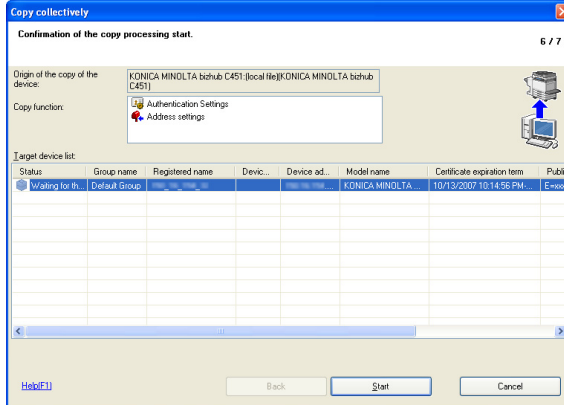 Copy collectively
Confirmation of the copy processing start.
6 / 7
Origin of the copy of the
device:
KONICA MINOLTA bizhub C451:(local file)(KONICA MINOLTA bizhub
C451)
Copy function:
Authentication Settings
Address settings
Target device list:
Status Group name Registered name Devic... Device ad... Model name Certificate expiration term Publi
Waiting for th... Default Group KONICA MINOLTA ... 10/13/2007 10:14:56 PM-... E=xxx
Help[F1] Back Start Cancel